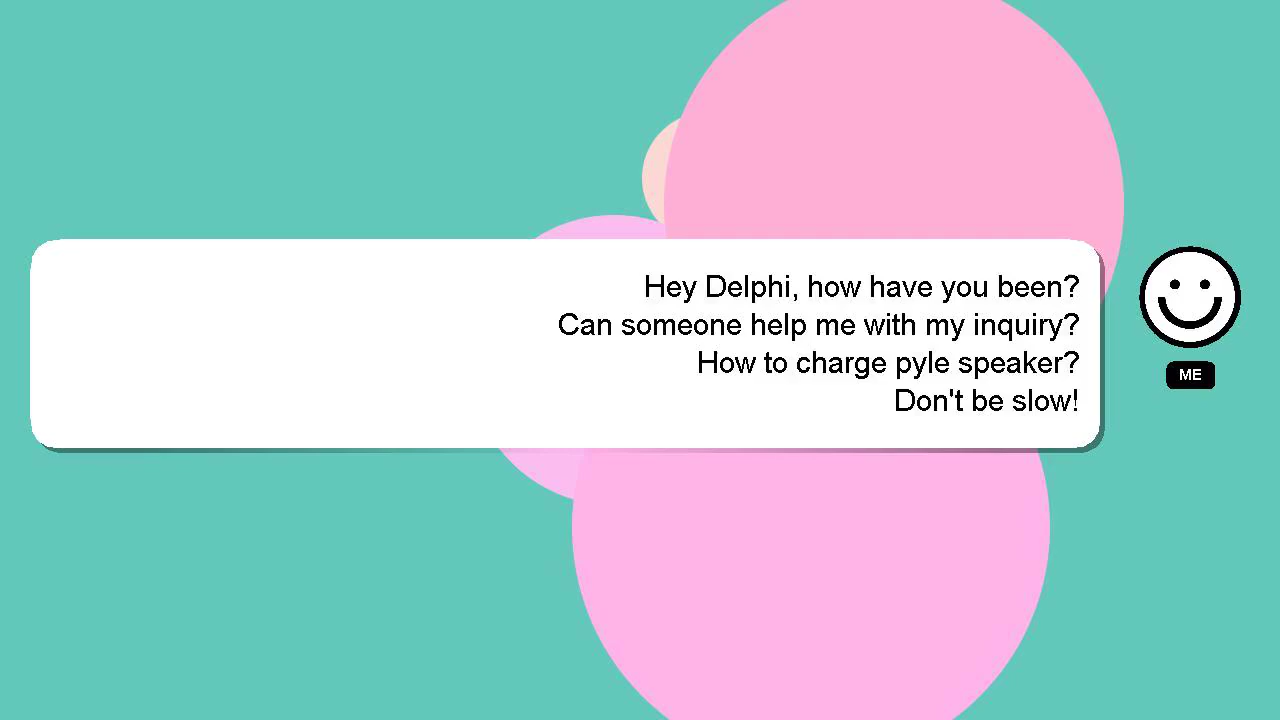 Hey Delphi, how have you been?
Can someone help me with my inquiry?
How to charge pyle speaker?
Don't be slow!
ME